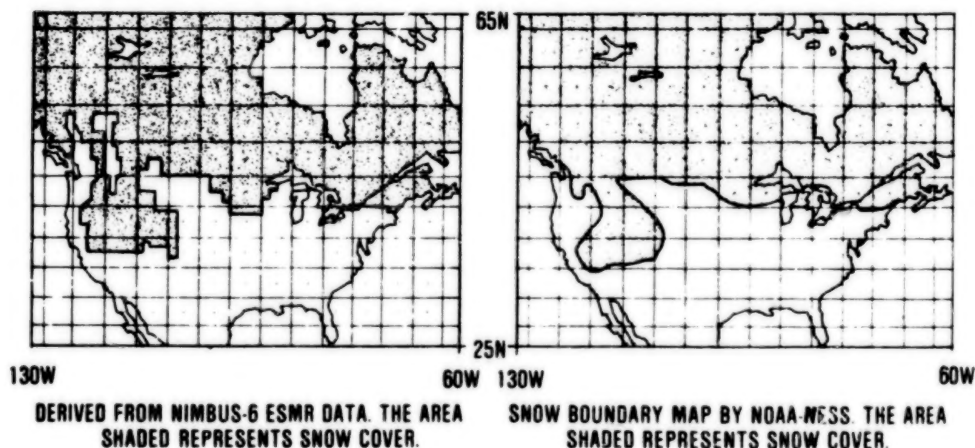 65N
25N
130W
60W
130W
60W
DERIVED FROM NIMBUS-6 ESMR DATA. THE AREA
SHADED REPRESENTS SNOW COVER.
SNOW BOUNDARY MAP BY NOAA-NESS. THE AREA
SHADED REPRESENTS SNOW COVER.